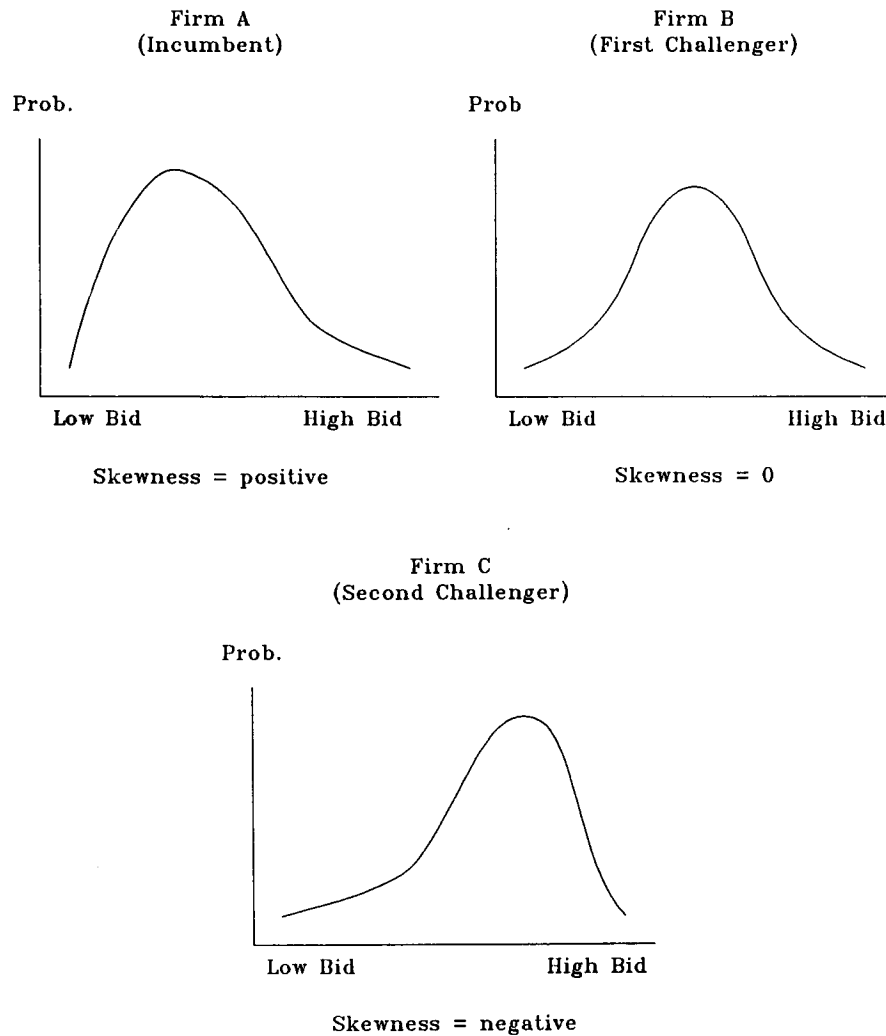 Firm A
(Incumbent)
Prob.
Low Bid High Bid
Skewness = positive
Firm B
(First Challenger)
Prob
Low Bid High Bid
Skewness = 0
Firm C
(Second Challenger)
Prob.
Low Bid High Bid
Skewness = negative